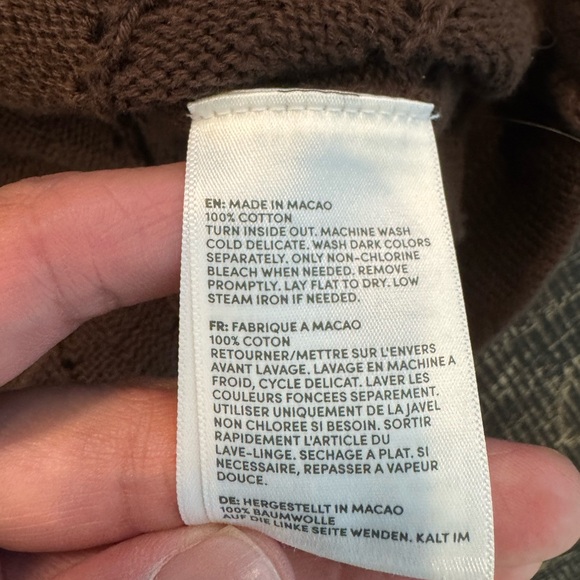 EN: MADE IN MACAO
100% COTTON
TURN INSIDE OUT. MACHINE WASH
COLD DELICATE. WASH DARK COLORS
SEPARATELY. ONLY NON-CHLORINE
BLEACH WHEN NEEDED. REMOVE
PROMPTLY. LAY FLAT TO DRY. LOW
STEAM IRON IF NEEDED.
FR: FABRIQUE A MACAO
100% COTON
RETOURNER/METTRE SUR L'ENVERS
AVANT LAVAGE. LAVAGE EN MACHINE A
FROID, CYCLE DELICAT. LAVER LES
COULEURS FONCEES SEPAREMENT.
UTILISER UNIQUEMENT DE LA JAVEL
NON CHLOREE SI BESOIN. SORTIR
RAPIDEMENT L'ARTICLE DU
LAVE-LINGE. SECHAGE A PLAT. SI
NECESSAIRE, REPASSER A VAPEUR
DOUCE.
DE: HERGESTELLT IN MACAO
100% BAUMWOLLE
AUF DIE LINKE SEITE WENDEN. KALT IM